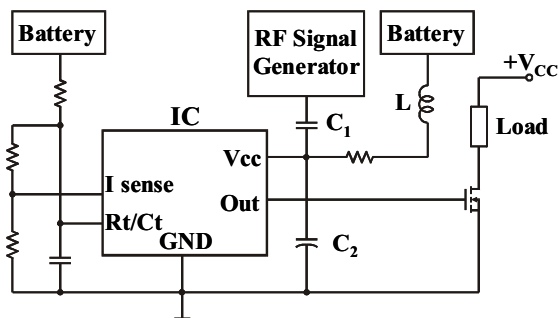 Battery
RF Signal
Generator
Battery
+VCC
L
IC
C1
Load
Vcc
I sense
Out
Rt/Ct
GND
C2